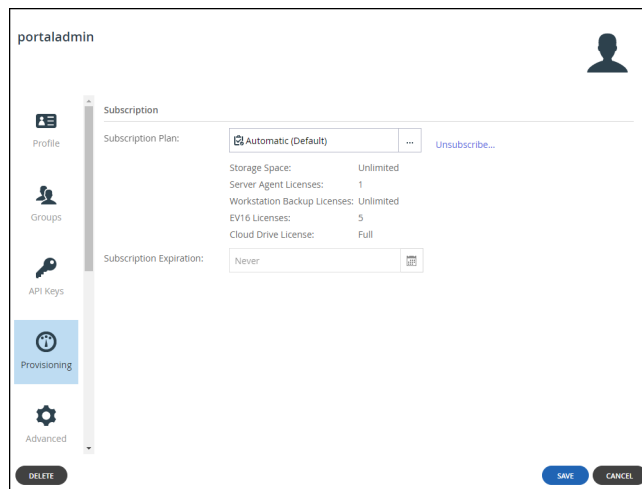 portaladmin
Profile
Groups
API Keys
Provisioning
Advanced
Subscription
Subscription Plan: Automatic (Default) ... Unsubscribe...
Storage Space: Unlimited
Server Agent Licenses: 1
Workstation Backup Licenses: Unlimited
EV16 Licenses: 5
Cloud Drive License: Full
Subscription Expiration: Never
DELETE SAVE CANCEL